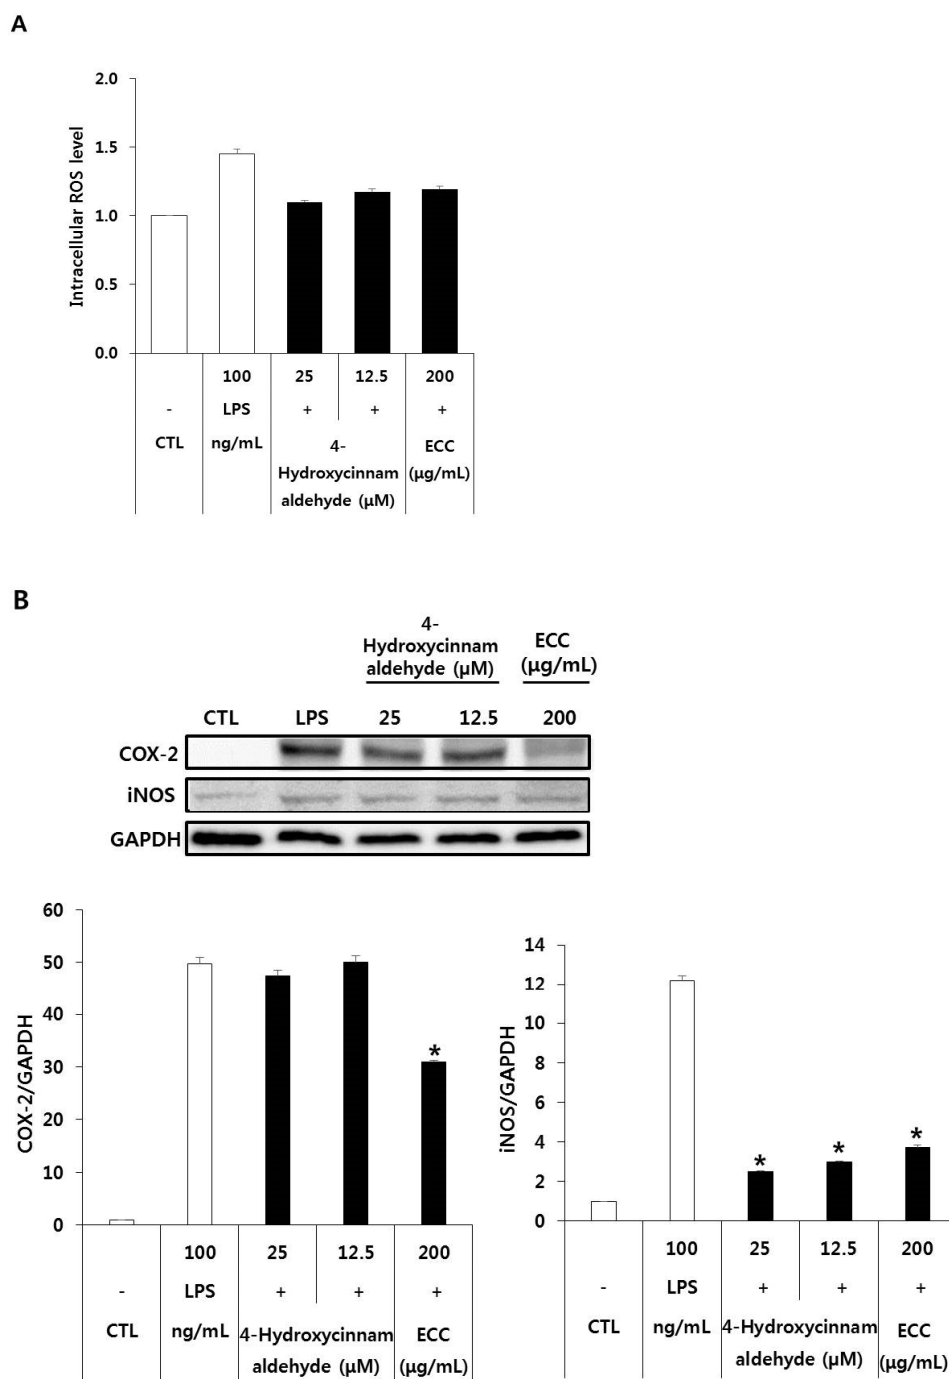 A
2.0
1.5
1.0
0.5
0.0
Intracellular ROS level
100 25 12.5 200
- LPS + + +
CTL ng/mL 4- ECC
Hydroxycinnam (μg/mL)
aldehyde (μM)
B
4-
Hydroxycinnam
aldehyde (μM)
ECC
(μg/mL)
CTL LPS 25 12.5 200
COX-2
iNOS
GAPDH
60
50
40
30
20
10
0
COX-2/GAPDH
*
100 25 12.5 200
- LPS + + +
CTL ng/mL 4-Hydroxycinnam ECC
aldehyde (μM) (μg/mL)
14
12
10
8
6
4
2
0
iNOS/GAPDH
* * *
100 25 12.5 200
- LPS + + +
CTL ng/mL 4-Hydroxycinnam ECC
aldehyde (μM) (μg/mL)